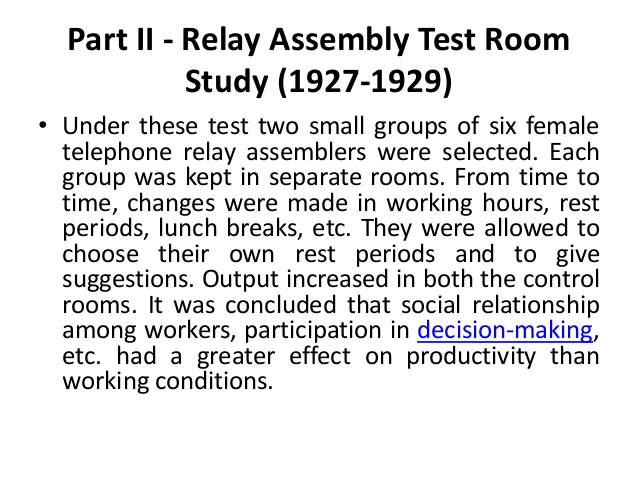 Part II - Relay Assembly Test Room
Study (1927-1929)
• Under these test two small groups of six female
telephone relay assemblers were selected. Each
group was kept in separate rooms. From time to
time, changes were made in working hours, rest
periods, lunch breaks, etc. They were allowed to
choose their own rest periods and to give
suggestions. Output increased in both the control
rooms. It was concluded that social relationship
among workers, participation in decision-making,
etc. had a greater effect on productivity than
working conditions.